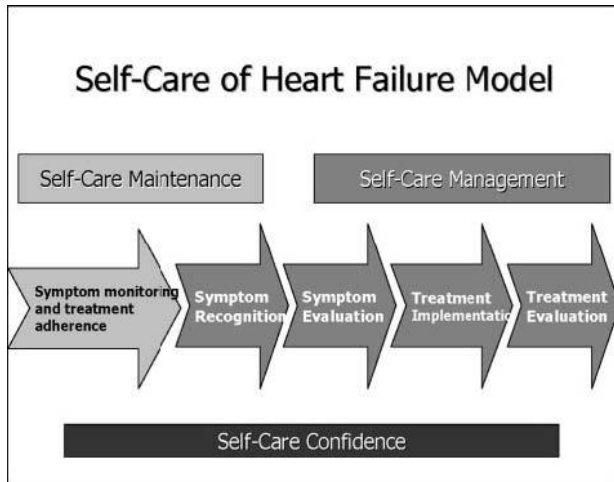 Self-Care of Heart Failure Model
Self-Care Maintenance
Self-Care Management
Symptom monitoring
and treatment
adherence
Symptom
Recognition
Symptom
Evaluation
Treatment
Implementatio
Treatment
Evaluation
Self-Care Confidence